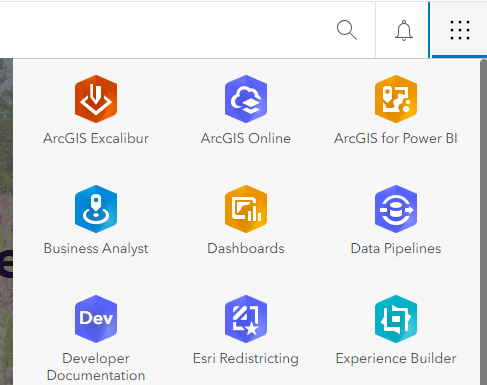 ArcGIS Excalibur
ArcGIS Online
ArcGIS for Power BI
Business Analyst
Dashboards
Data Pipelines
Dev
Developer
Documentation
Esri Redistricting
Experience Builder
e